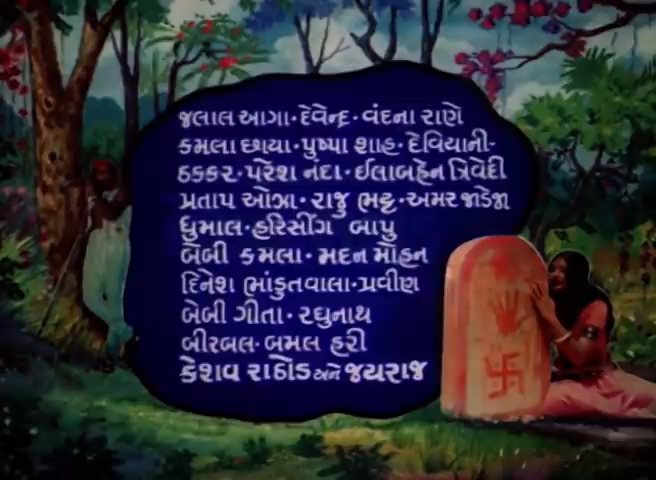 જલાલ આગા · દેવેન્દ્ર · વંદના રાણે
કમલા છાયા · પુષ્પા શાહ · દેવિયાની ·
ઠક્કર · પરેશ નંદા · ઈલાબહેન ત્રિવેદી
પ્રતાપ ઓઝા · રાજુ ભટ્ટ · અમર જાડેજા
ધુમાલ · હરિસીંગ બાપુ
બેબી કમલા · મદન મોહન
દિનેશ ભાંકુતવાલા · પ્રવીણ
બેબી ગીતા · રઘુનાથ
બીરબલ · બમલ હરી
કેશવ રાઠોડ અને જયરાજ